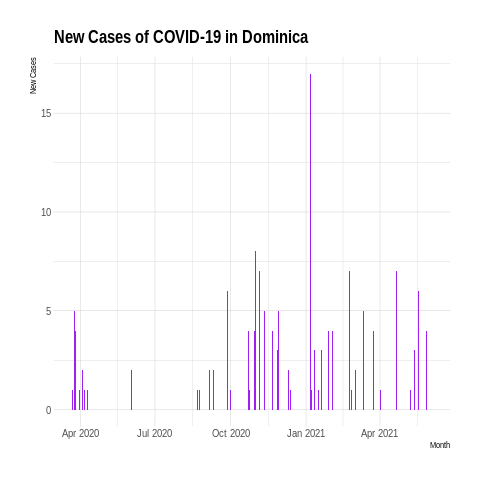 New Cases of COVID-19 in Dominica
New Cases
15
10
5
0
Apr 2020 Jul 2020 Oct 2020 Jan 2021 Apr 2021
Month